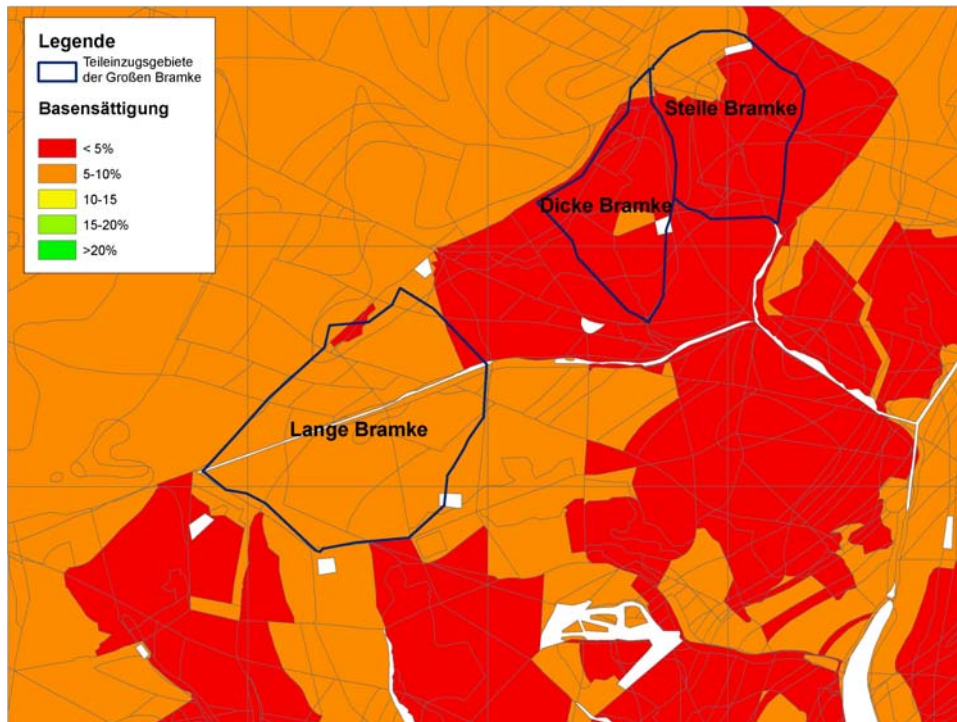 Legende
Teileinzugsgebiete
der Großen Bramke
Basensättigung
< 5%
5-10%
10-15
15-20%
>20%
Steile Bramke
Dicke Bramke
Lange Bramke